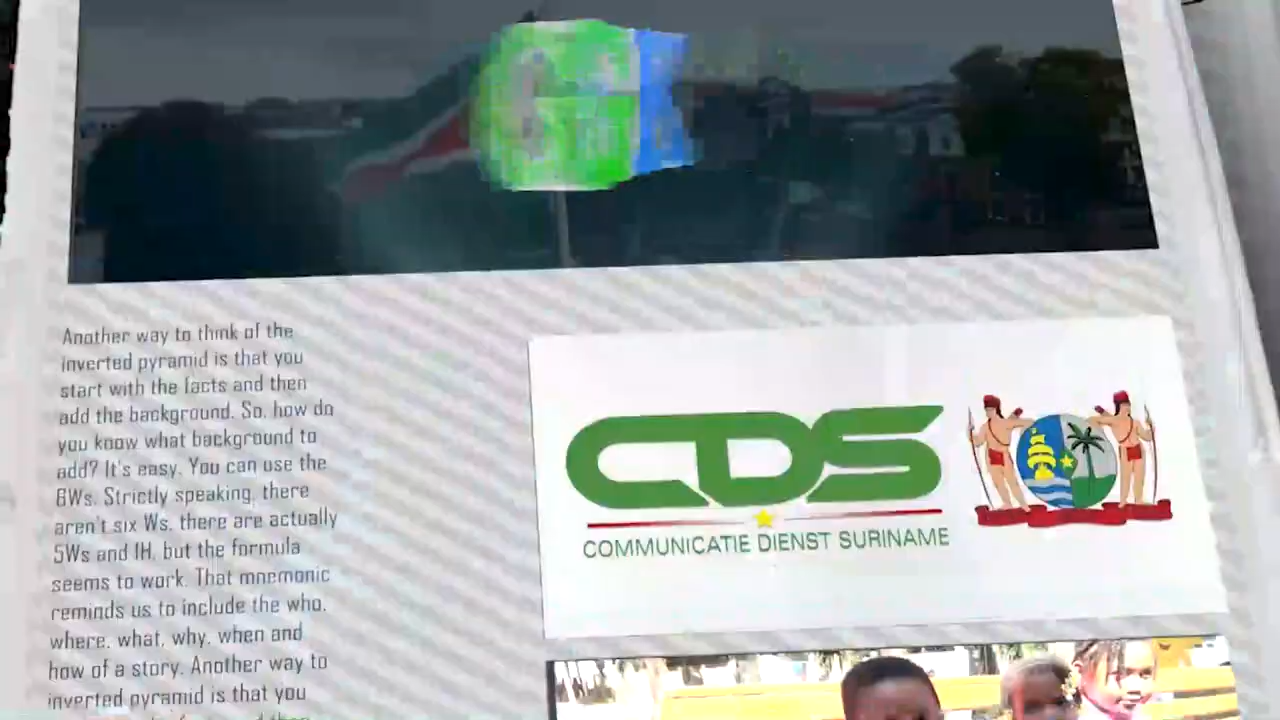 Another way to think of the
inverted pyramid is that you
start with the facts and then
add the background. So, how do
you know what background to
add? It's easy. You can use the
6Ws. Strictly speaking, there
aren't six Ws, there are actually
5Ws and 1H, but the formula
seems to work. That mnemonic
reminds us to include the who,
where, what, why, when and
how of a story. Another way to
inverted pyramid is that you
CDS
COMMUNICATIE DIENST SURINAME